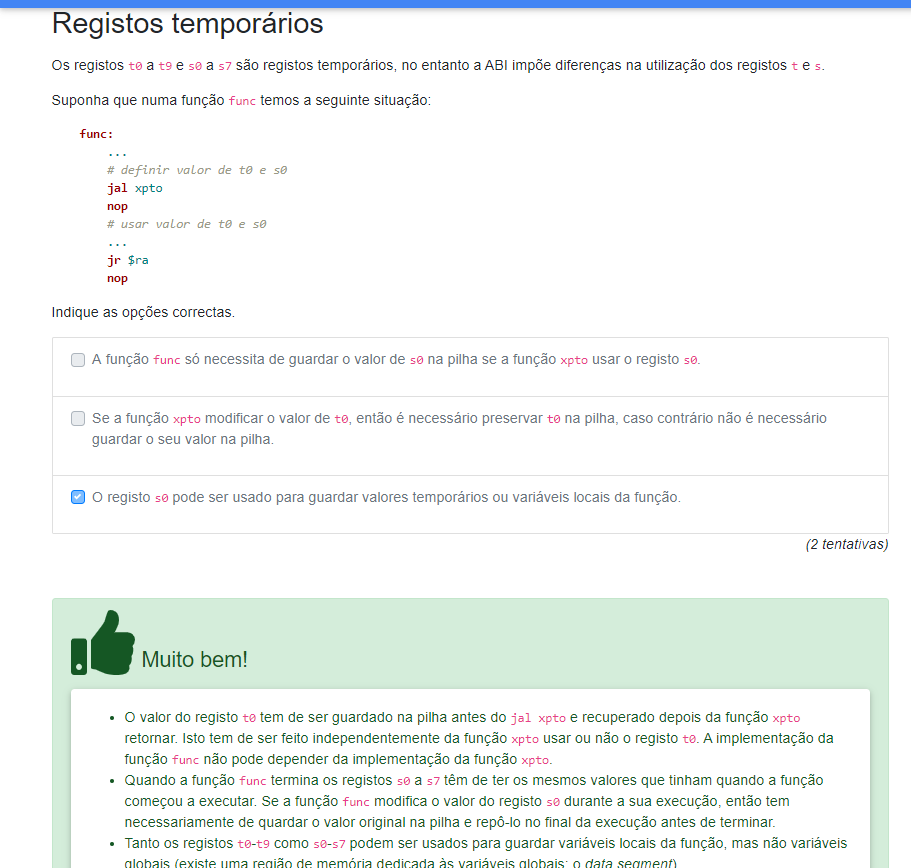 Registos temporários
Os registos t0 a t9 e s0 a s7 são registos temporários, no entanto a ABI impõe diferenças na utilização dos registos t e s.
Suponha que numa função func temos a seguinte situação:
func:
...
# definir valor de t0 e s0
jal xpto
nop
# usar valor de t0 e s0
...
jr $ra
nop
Indique as opções correctas.
A função func só necessita de guardar o valor de s0 na pilha se a função xpto usar o registo s0.
Se a função xpto modificar o valor de t0, então é necessário preservar t0 na pilha, caso contrário não é necessário
guardar o seu valor na pilha.
O registo s0 pode ser usado para guardar valores temporários ou variáveis locais da função.
(2 tentativas)
Muito bem!
• O valor do registo t0 tem de ser guardado na pilha antes do jal xpto e recuperado depois da função xpto
retornar. Isto tem de ser feito independentemente da função xpto usar ou não o registo t0. A implementação da
função func não pode depender da implementação da função xpto.
• Quando a função func termina os registos s0 a s7 têm de ter os mesmos valores que tinham quando a função
começou a executar. Se a função func modifica o valor do registo s0 durante a sua execução, então tem
necessariamente de quardar o valor original na pilha e repô-lo no final da execução antes de terminar.
• Tanto os registos t0-t9 como s0-s7 podem ser usados para guardar variáveis locais da função, mas não variáveis
globais (existe uma região de memória dedicada às variáveis globais: o data segment)